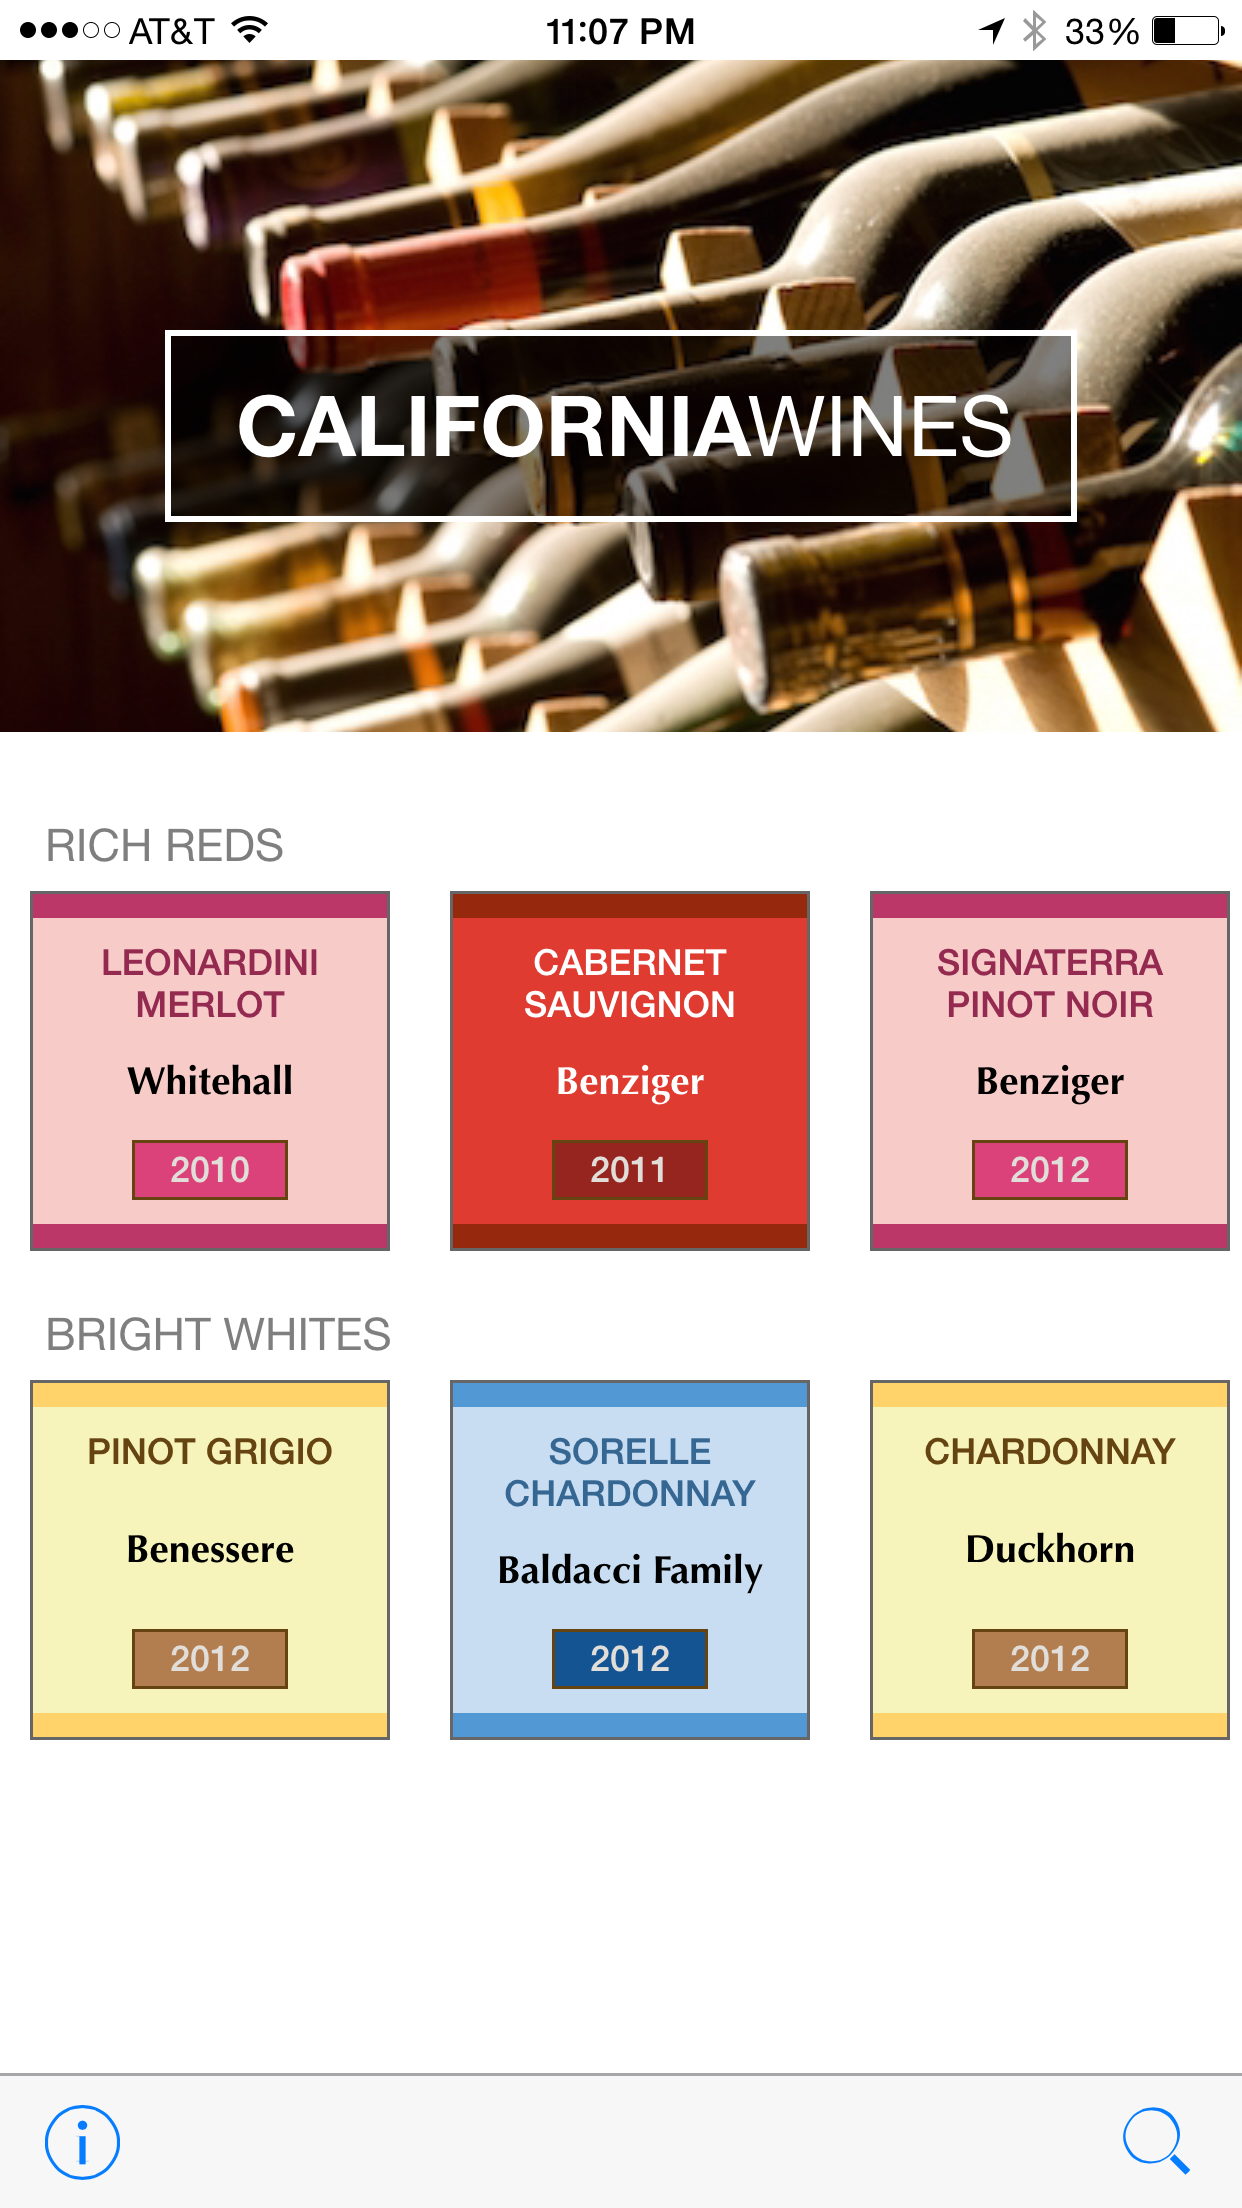 AT&T 11:07 PM 33%
CALIFORNIAWINES
RICH REDS
LEONARDINI
MERLOT
Whitehall
2010
CABERNET
SAUVIGNON
Benziger
2011
SIGNATERRA
PINOT NOIR
Benziger
2012
BRIGHT WHITES
PINOT GRIGIO
Benessere
2012
SORELLE
CHARDONNAY
Baldacci Family
2012
CHARDONNAY
Duckhorn
2012